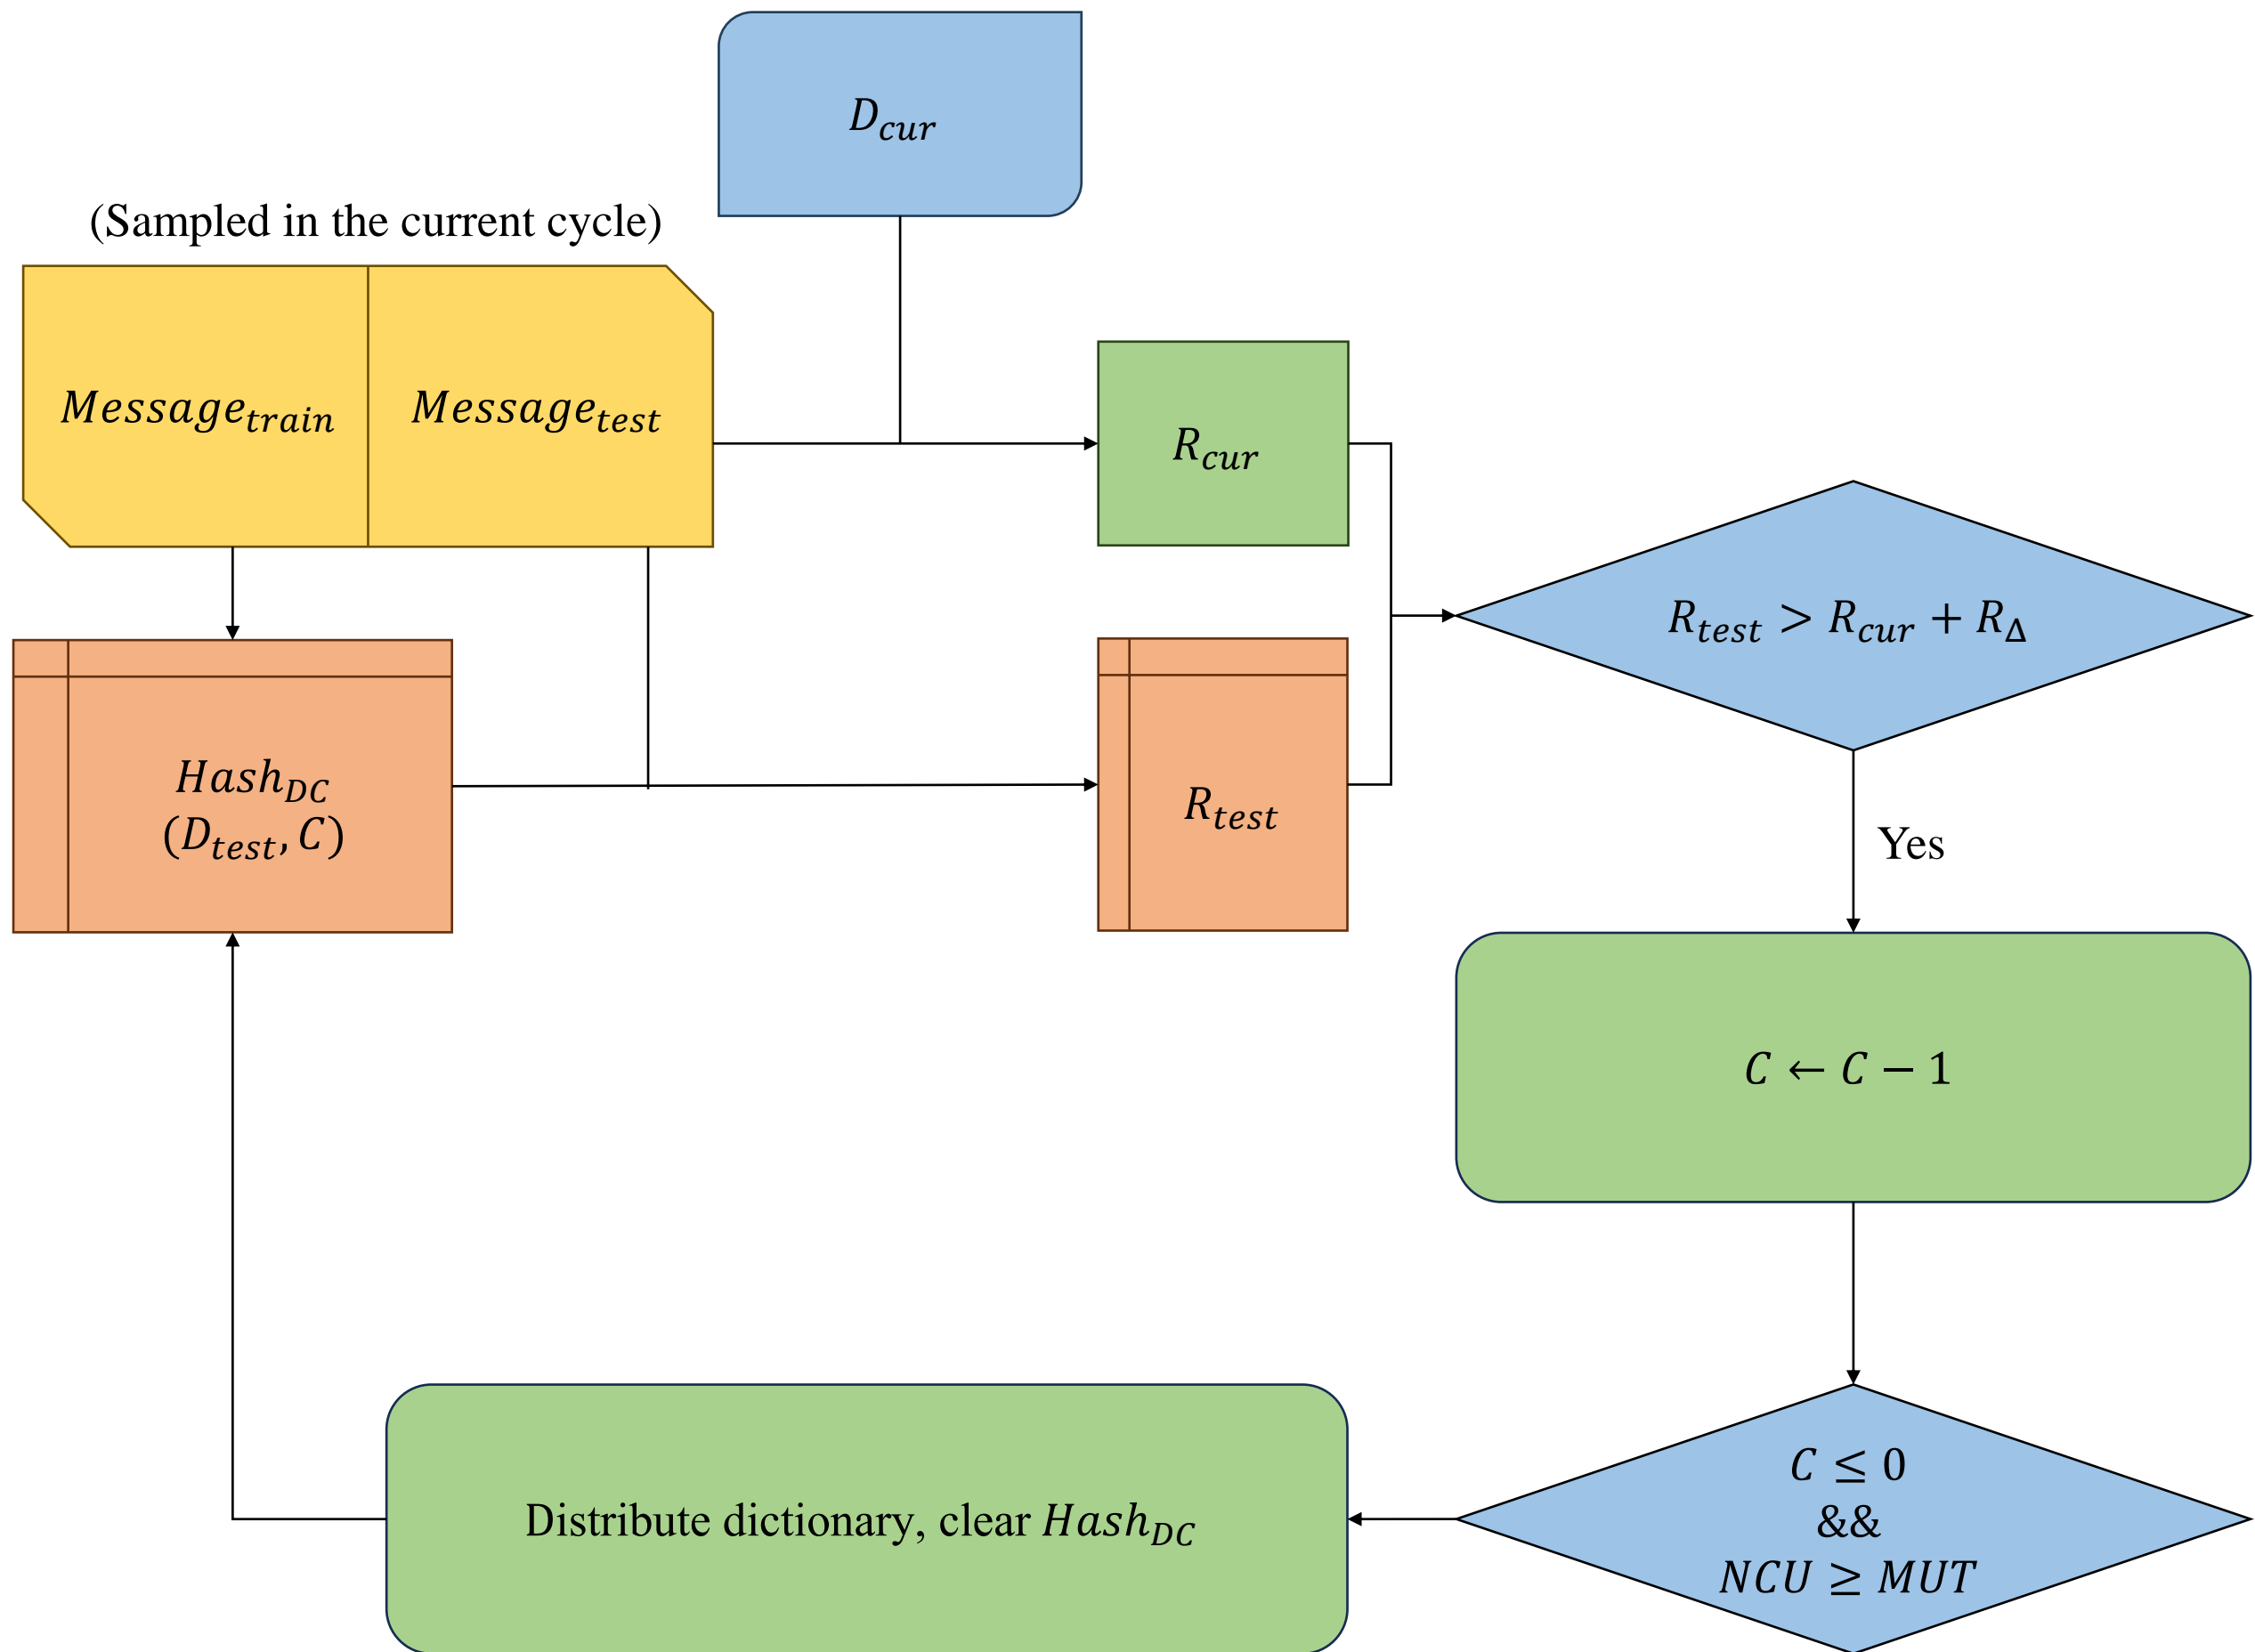 D_cur
(Sampled in the current cycle)
Message_train
Message_test
R_cur
R_test > R_cur + R_Δ
Hash_DC
(D_test, C)
R_test
Yes
C ← C − 1
C ≤ 0
&&
NCU ≥ MUT
Distribute dictionary, clear Hash_DC